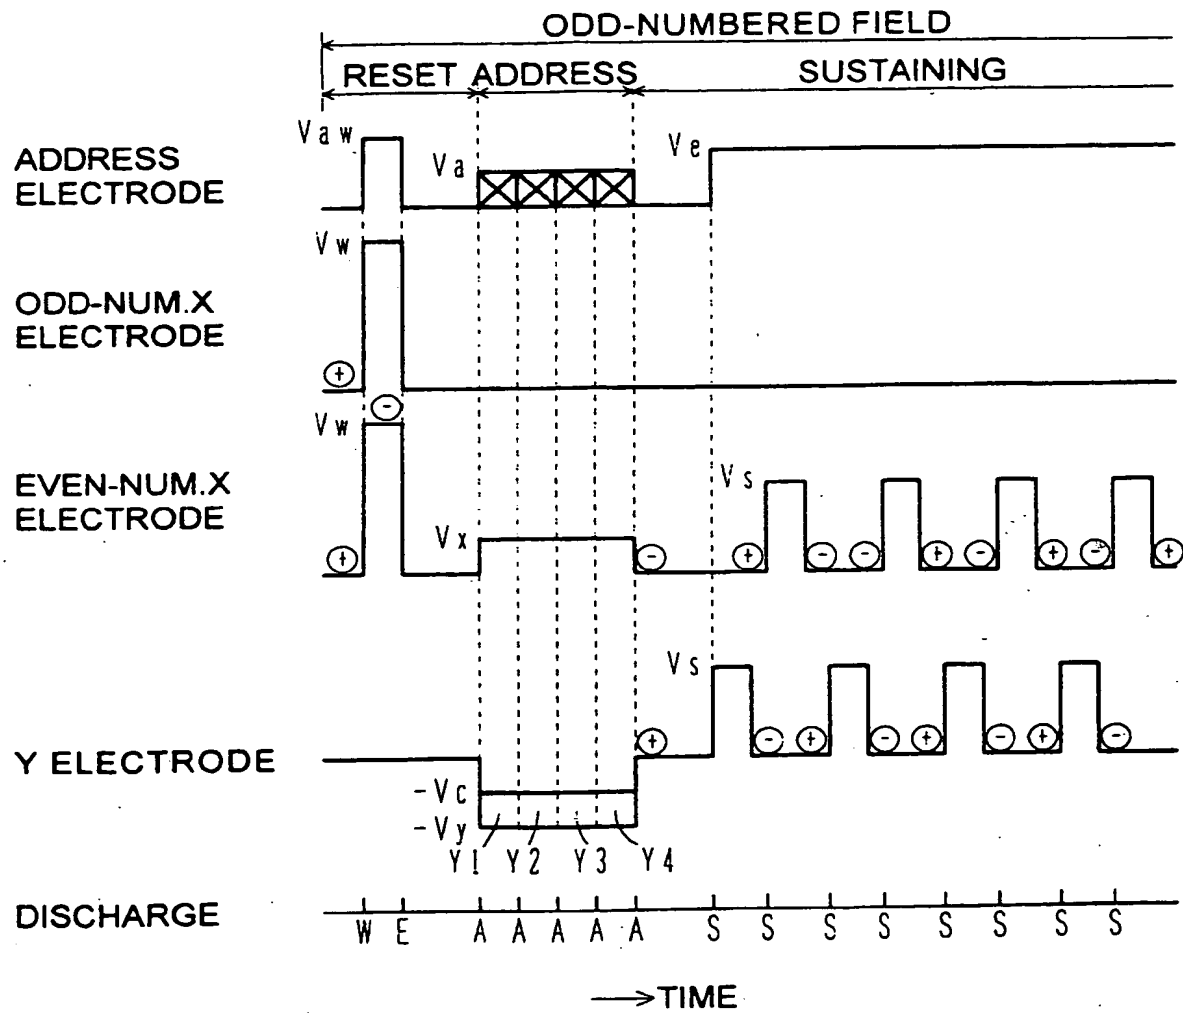 ODD-NUMBERED FIELD
RESET ADDRESS SUSTAINING
Vaw
ADDRESS
ELECTRODE
Va
Ve
Vw
ODD-NUM.X
ELECTRODE
+
-
Vw
EVEN-NUM.X
ELECTRODE
Vs
Vx
+ - + - - + - + - +
Vs
Y ELECTRODE
+ - + - + - + -
-Vc
-Vy
Y1 Y2 Y3 Y4
DISCHARGE
W E A A A A A S S S S S S S S
→TIME